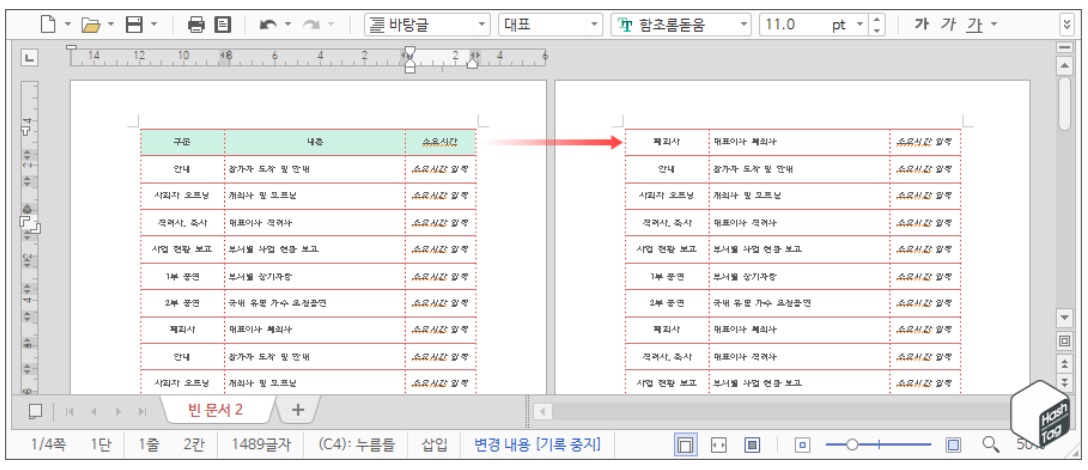 바탕글 대표 함초롬돋움 11.0 pt 가 가 가
14 12 10 8 6 4 2 2 4 6
구분 내용 소요시간
안내 참가자 도착 및 안내 소요시간 입력
사회자 오프닝 개회사 및 오프닝 소요시간 입력
격려사, 축사 대표이사 격려사 소요시간 입력
사업 현황 보고 부서별 사업 현황 보고 소요시간 입력
1부 공연 부서별 장기자랑 소요시간 입력
2부 공연 국내 유명 가수 초청공연 소요시간 입력
폐회사 대표이사 폐회사 소요시간 입력
안내 참가자 도착 및 안내 소요시간 입력
사회자 오프닝 개회사 및 오프닝 소요시간 입력
폐회사 대표이사 폐회사 소요시간 입력
안내 참가자 도착 및 안내 소요시간 입력
사회자 오프닝 개회사 및 오프닝 소요시간 입력
격려사, 축사 대표이사 격려사 소요시간 입력
사업 현황 보고 부서별 사업 현황 보고 소요시간 입력
1부 공연 부서별 장기자랑 소요시간 입력
2부 공연 국내 유명 가수 초청공연 소요시간 입력
폐회사 대표이사 폐회사 소요시간 입력
격려사, 축사 대표이사 격려사 소요시간 입력
사업 현황 보고 부서별 사업 현황 보고 소요시간 입력
빈 문서 2
1/4쪽 1단 1줄 2칸 1489글자 (C4): 누름틀 삽입 변경 내용 [기록 중지]
Hash
Tag